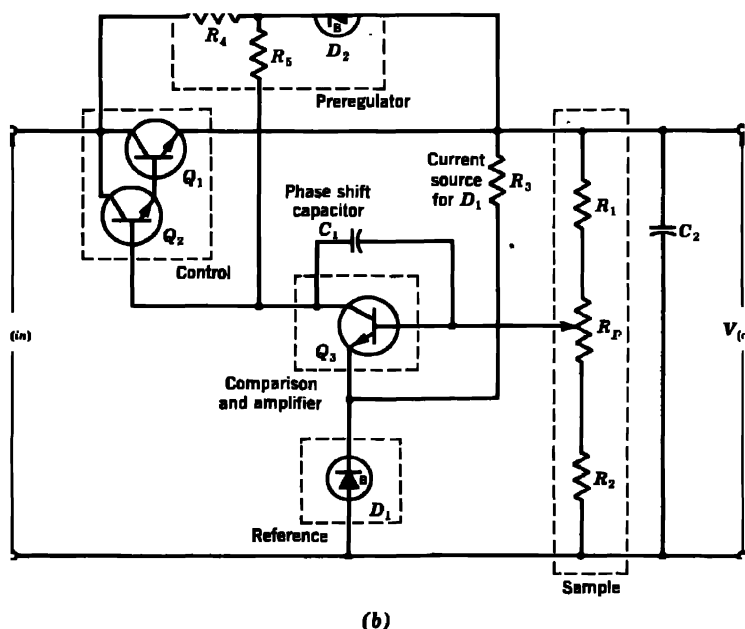 R4
R5
B
D2
Preregulator
Q1
Q2
Control
Current
source
for D1
R3
Phase shift
capacitor
C1
R1
C2
(in)
Q3
RP
V(
Comparison
and amplifier
B
D1
R2
Reference
Sample
(b)